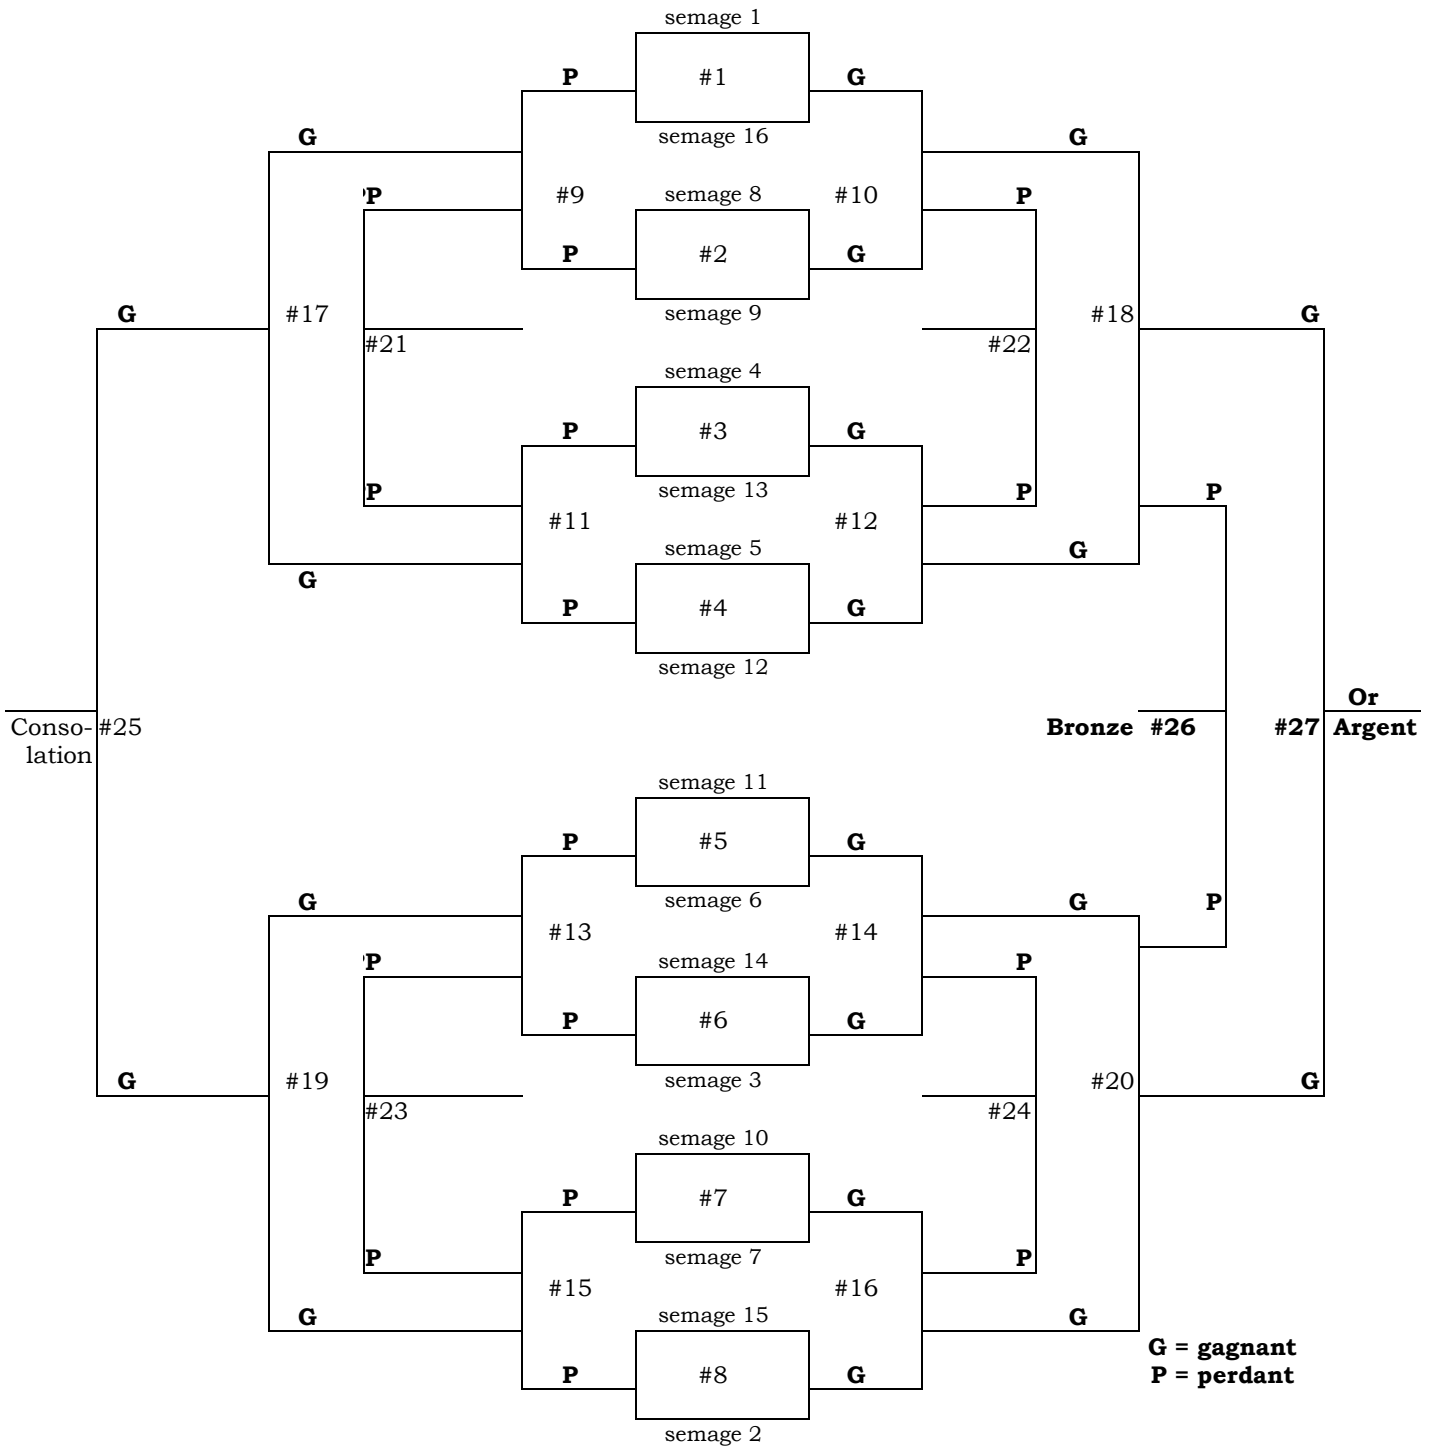 semage 1
P #1 G
semage 16
G G
PP #9 semage 8 #10 P
P #2 G
semage 9
G #17 #18 G
#21 #22
semage 4
P #3 G
semage 13
P P P
#11 #12
semage 5 G
G
P #4 G
semage 12
Or
Conso- #25 Bronze #26 #27 Argent
lation
semage 11
P #5 G
semage 6
G G P
#13 #14
PP semage 14 P
P #6 G
semage 3
G #19 #20 G
#23 #24
semage 10
P #7 G
semage 7
P P
#15 #16
G semage 15 G
G = gagnant
P #8 G P = perdant
semage 2